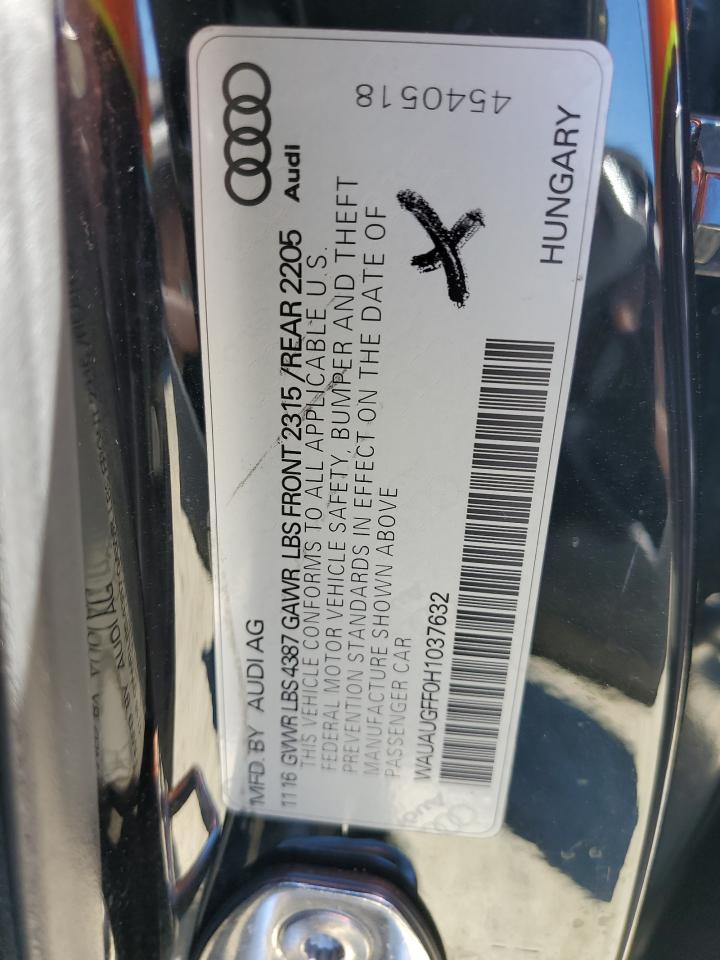 MFD. BY AUDI AG
11 16 GVWR LBS 4387 GAWR LBS FRONT 2315 /REAR 2205
THIS VEHICLE CONFORMS TO ALL APPLICABLE U.S.
FEDERAL MOTOR VEHICLE SAFETY, BUMPER AND THEFT
PREVENTION STANDARDS IN EFFECT ON THE DATE OF
MANUFACTURE SHOWN ABOVE
PASSENGER CAR
WAUAUGFF0H1037632
Audi
X
HUNGARY
4540518
Audi